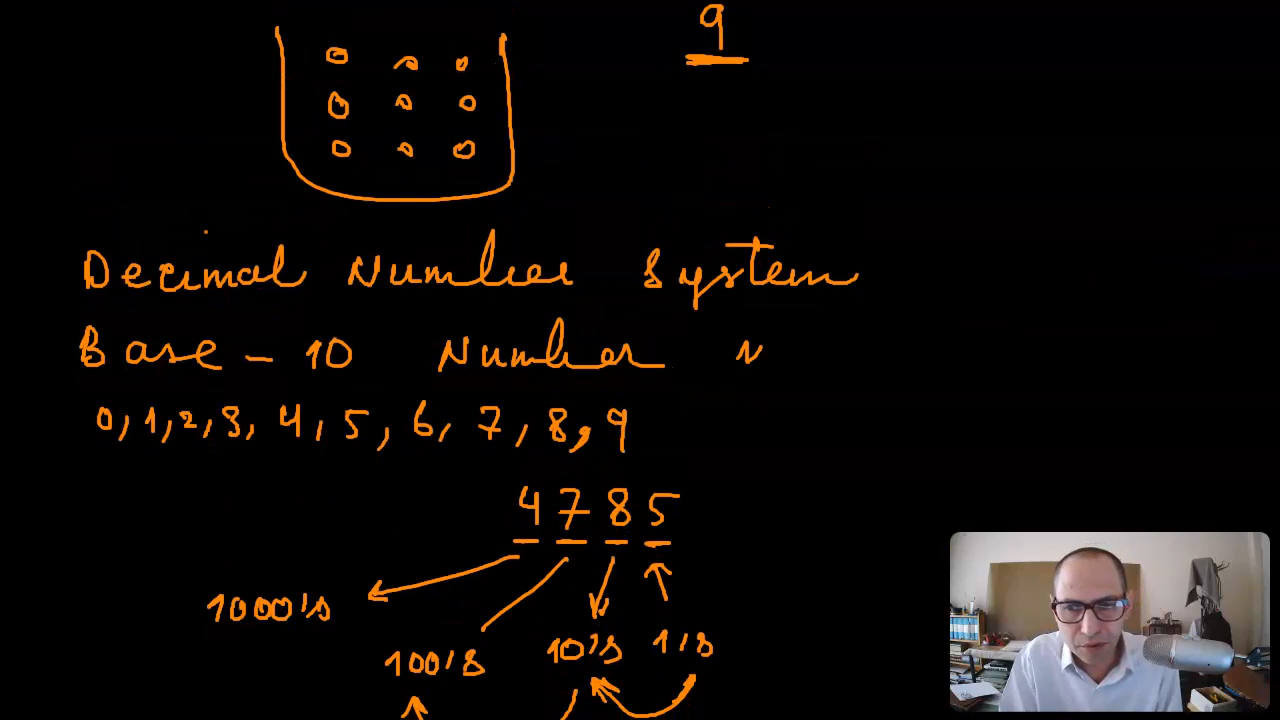 9
Decimal Number System
Base - 10 Number
0, 1, 2, 3, 4, 5, 6, 7, 8, 9
4785
1000's
100's 10's 1's